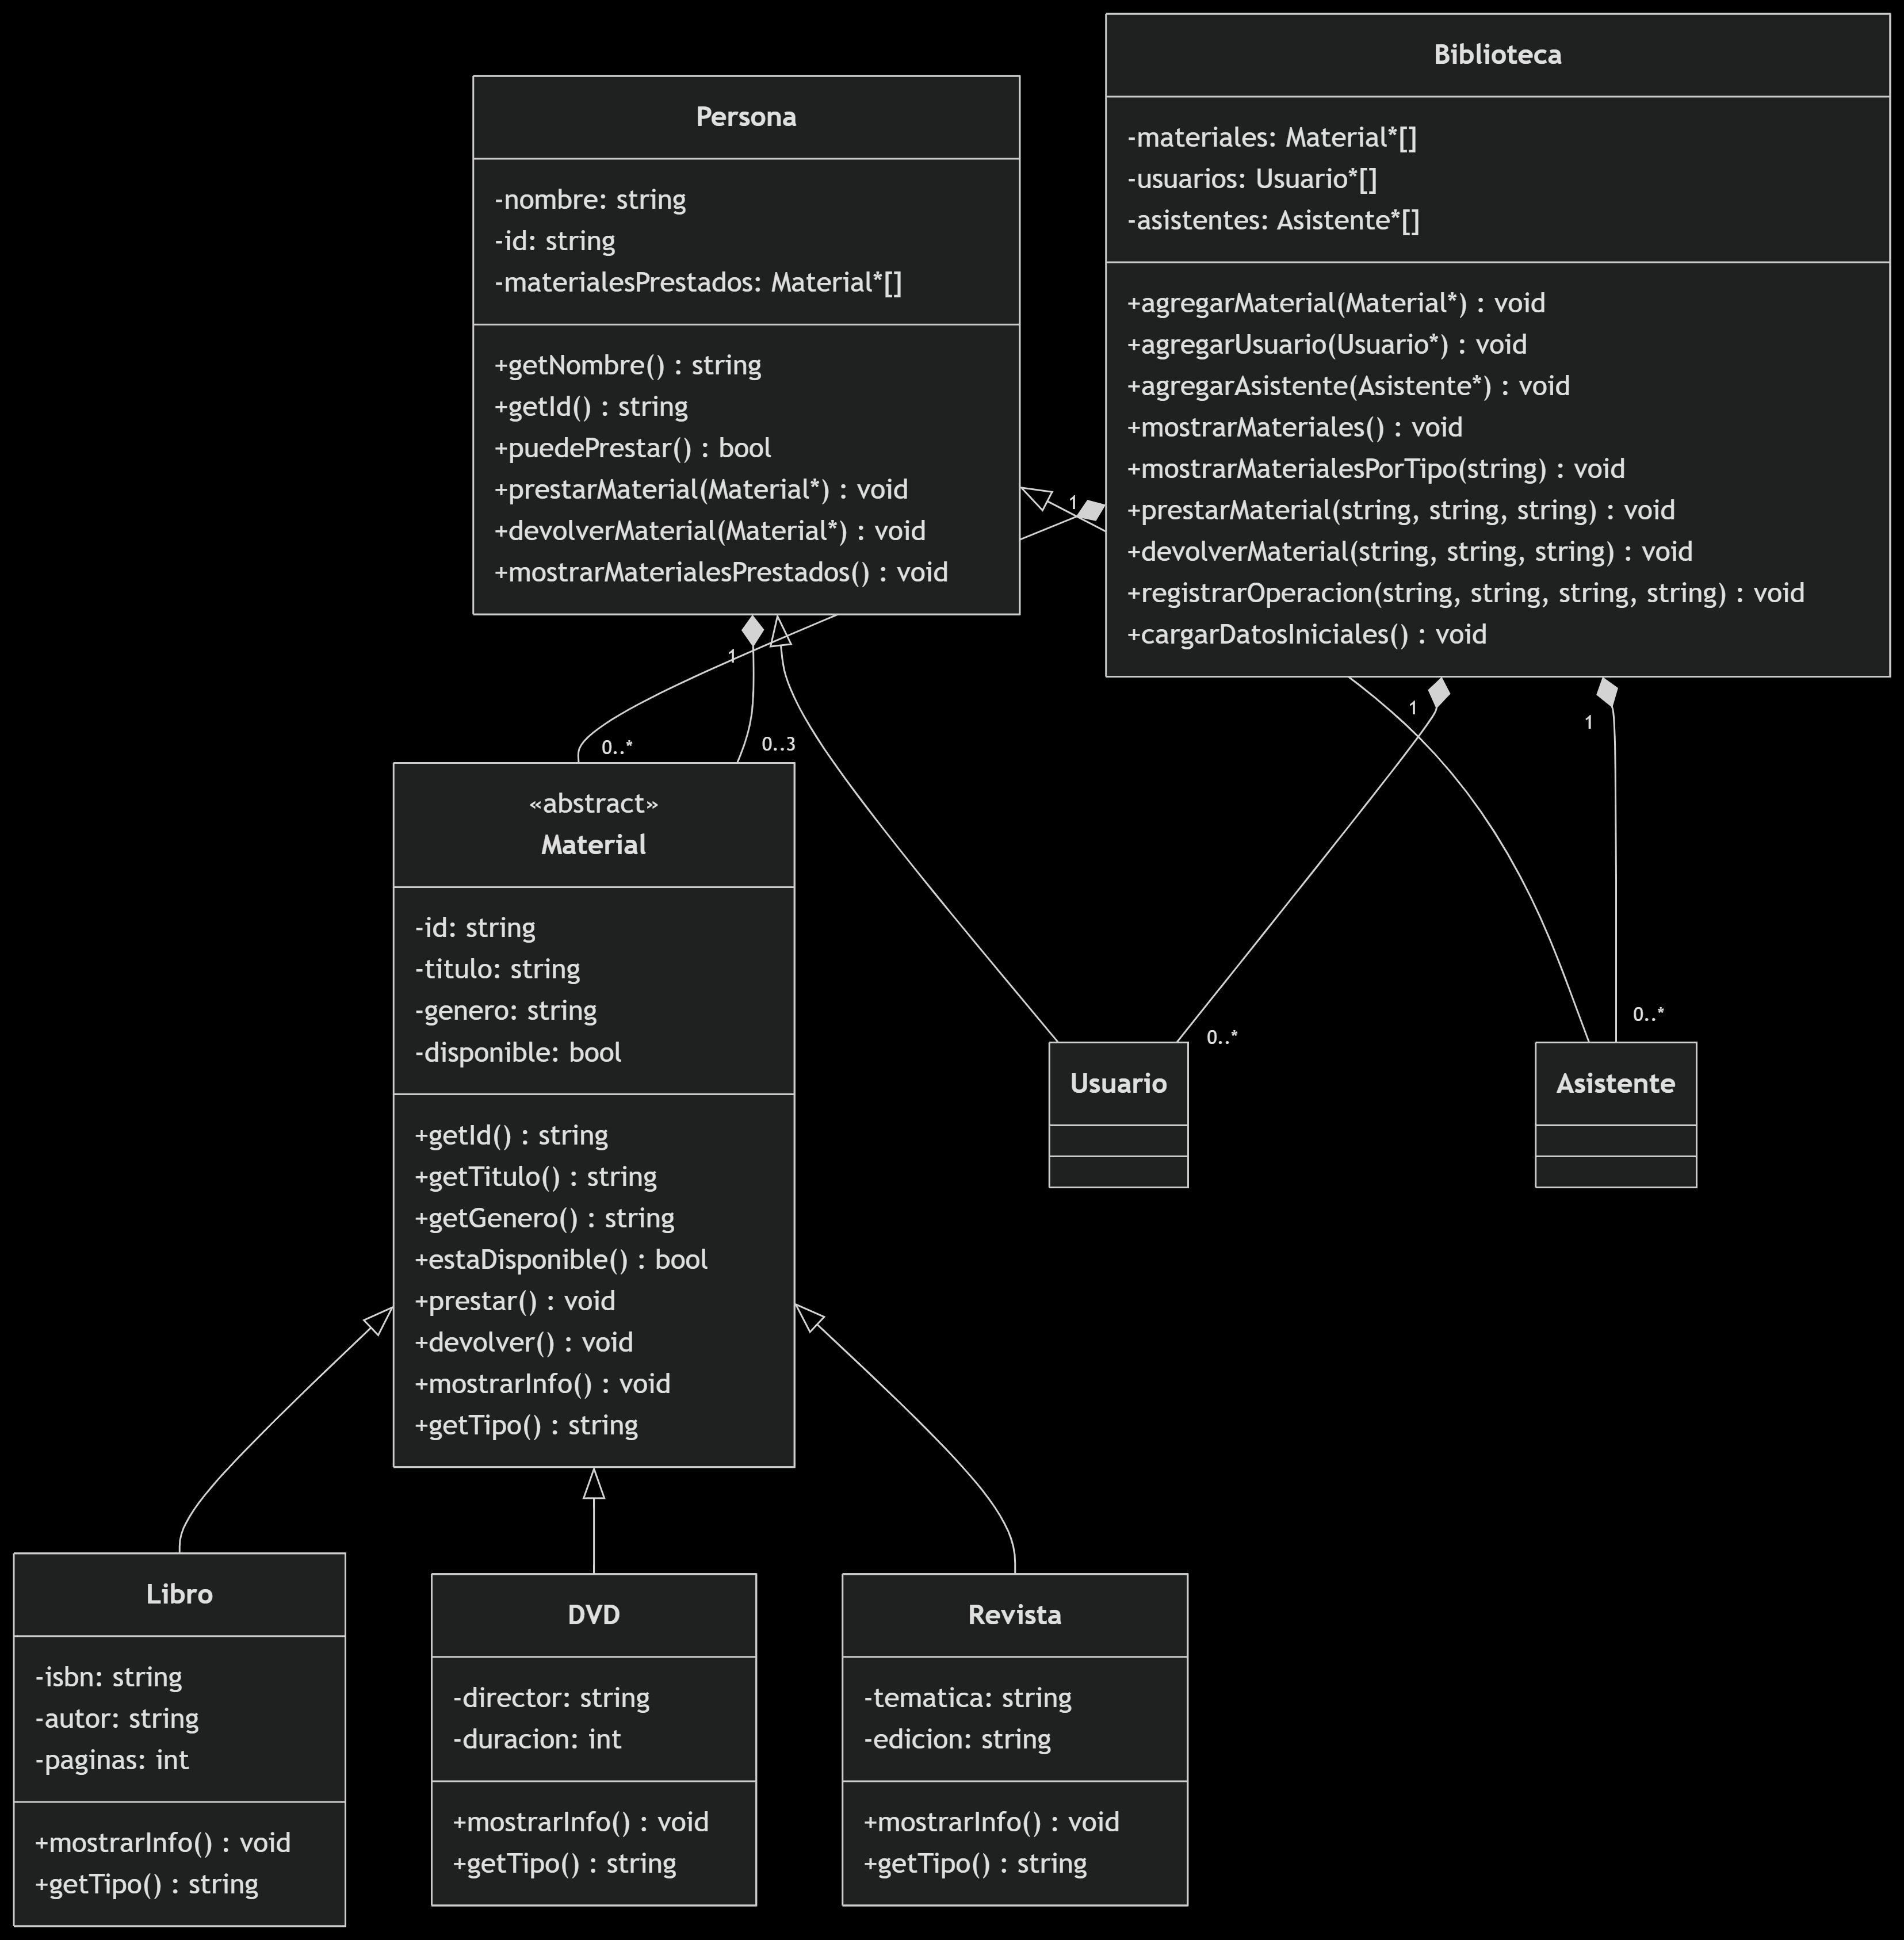 Persona
-nombre: string
-id: string
-materialesPrestados: Material*[]
+getNombre() : string
+getId() : string
+puedePrestar() : bool
+prestarMaterial(Material*) : void
+devolverMaterial(Material*) : void
+mostrarMaterialesPrestados() : void
Biblioteca
-materiales: Material*[]
-usuarios: Usuario*[]
-asistentes: Asistente*[]
+agregarMaterial(Material*) : void
+agregarUsuario(Usuario*) : void
+agregarAsistente(Asistente*) : void
+mostrarMateriales() : void
+mostrarMaterialesPorTipo(string) : void
+prestarMaterial(string, string, string) : void
+devolverMaterial(string, string, string) : void
+registrarOperacion(string, string, string, string) : void
+cargarDatosIniciales() : void
1
1
1
1
0..*
0..3
«abstract»
Material
-id: string
-titulo: string
-genero: string
-disponible: bool
+getId() : string
+getTitulo() : string
+getGenero() : string
+estaDisponible() : bool
+prestar() : void
+devolver() : void
+mostrarInfo() : void
+getTipo() : string
0..*
Usuario
0..*
Asistente
Libro
-isbn: string
-autor: string
-paginas: int
+mostrarInfo() : void
+getTipo() : string
DVD
-director: string
-duracion: int
+mostrarInfo() : void
+getTipo() : string
Revista
-tematica: string
-edicion: string
+mostrarInfo() : void
+getTipo() : string